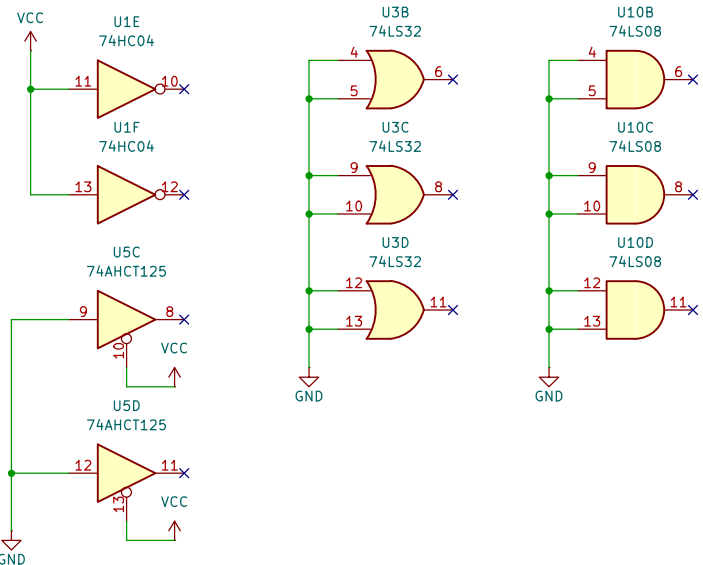 VCC
U1E
74HC04
11
10
U1F
74HC04
13
12
U5C
74AHCT125
9
8
10
VCC
U5D
74AHCT125
12
11
13
VCC
GND
U3B
74LS32
4
5
6
U3C
74LS32
9
10
8
U3D
74LS32
12
13
11
GND
U10B
74LS08
4
5
6
U10C
74LS08
9
10
8
U10D
74LS08
12
13
11
GND